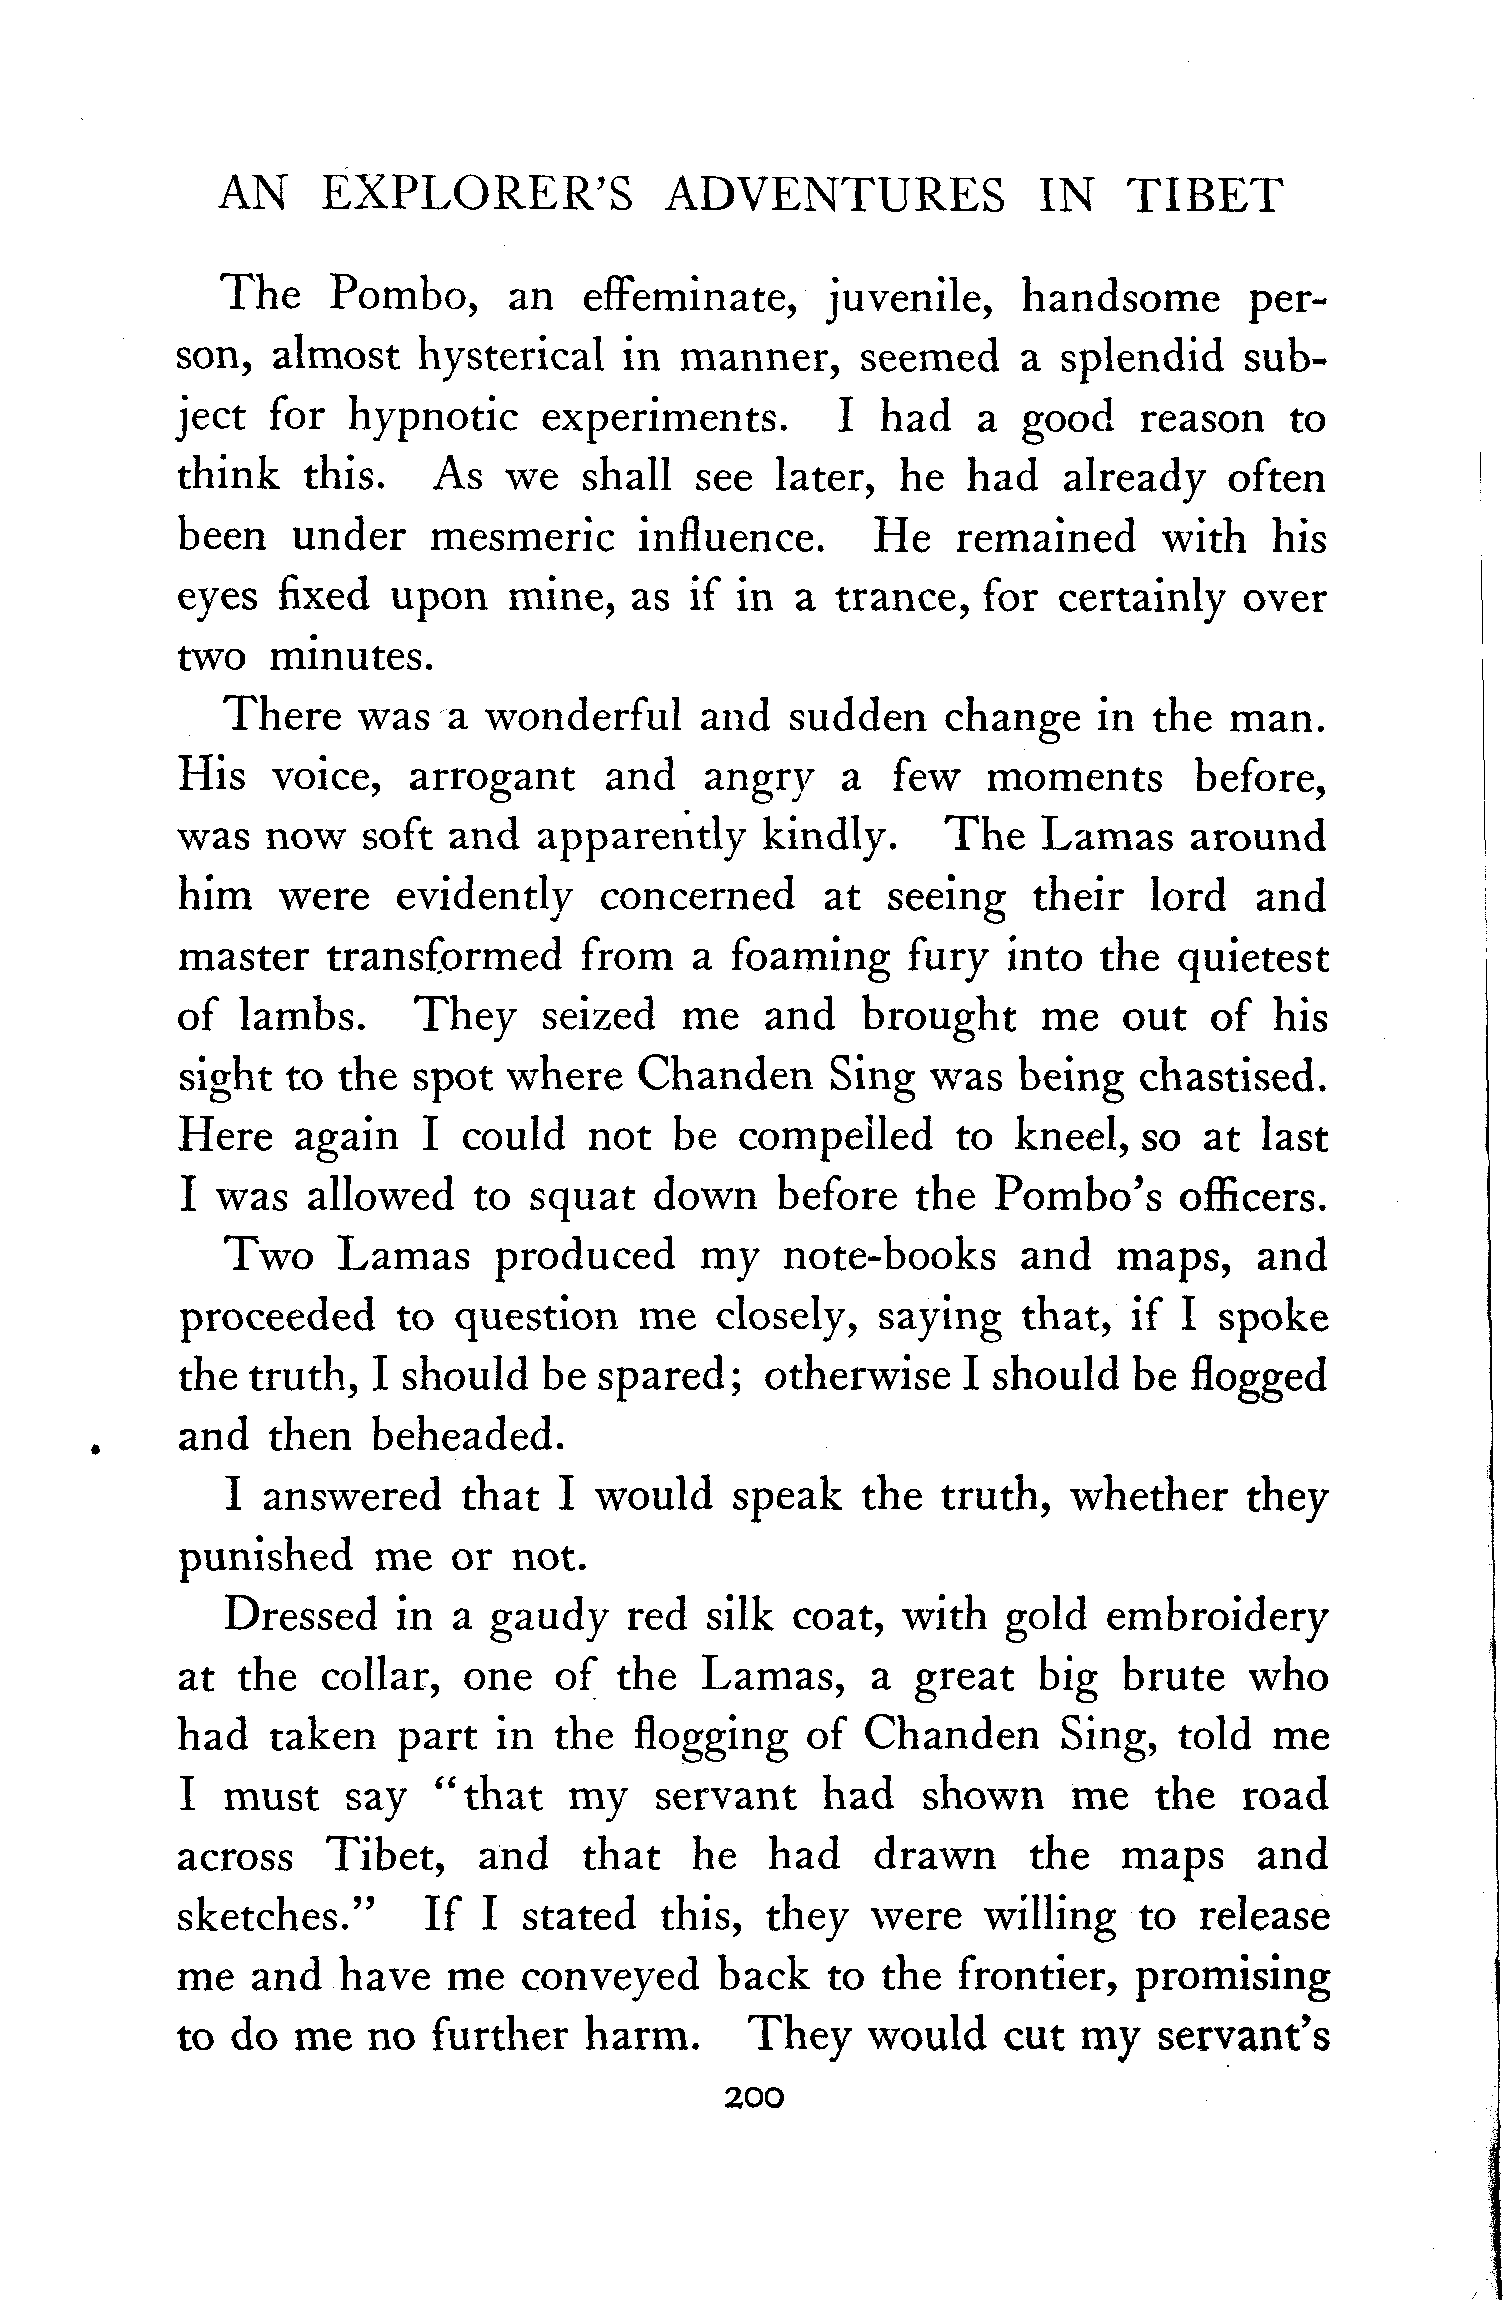 AN EXPLORER'S ADVENTURES IN TIBET
The Pombo, an effeminate, juvenile, handsome per-
son, almost hysterical in manner, seemed a splendid sub-
ject for hypnotic experiments. I had a good reason to
think this. As we shall see later, he had already often
been under mesmeric influence. He remained with his
eyes fixed upon mine, as if in a trance, for certainly over
two minutes.
There was a wonderful and sudden change in the man.
His voice, arrogant and angry a few moments before,
was now soft and apparently kindly. The Lamas around
him were evidently concerned at seeing their lord and
master transformed from a foaming fury into the quietest
of lambs. They seized me and brought me out of his
sight to the spot where Chanden Sing was being chastised.
Here again I could not be compelled to kneel, so at last
I was allowed to squat down before the Pombo's officers.
Two Lamas produced my note-books and maps, and
proceeded to question me closely, saying that, if I spoke
the truth, I should be spared; otherwise I should be flogged
and then beheaded.
I answered that I would speak the truth, whether they
punished me or not.
Dressed in a gaudy red silk coat, with gold embroidery
at the collar, one of the Lamas, a great big brute who
had taken part in the flogging of Chanden Sing, told me
I must say "that my servant had shown me the road
across Tibet, and that he had drawn the maps and
sketches." If I stated this, they were willing to release
me and have me conveyed back to the frontier, promising
to do me no further harm. They would cut my servant's
200